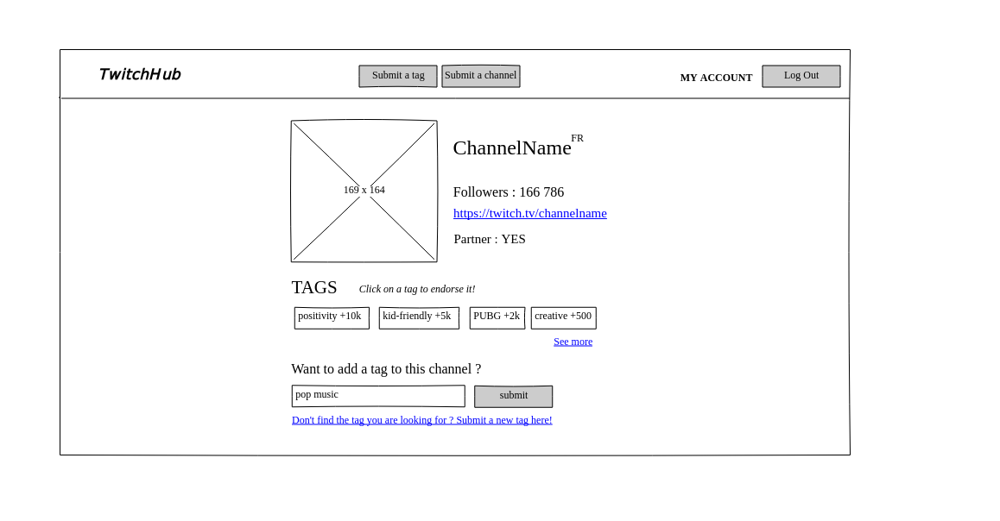 TwitchHub
Submit a tag
Submit a channel
MY ACCOUNT
Log Out
169 x 164
ChannelName FR
Followers : 166 786
https://twitch.tv/channelname
Partner : YES
TAGS Click on a tag to endorse it!
positivity +10k
kid-friendly +5k
PUBG +2k
creative +500
See more
Want to add a tag to this channel ?
pop music
submit
Don't find the tag you are looking for ? Submit a new tag here!